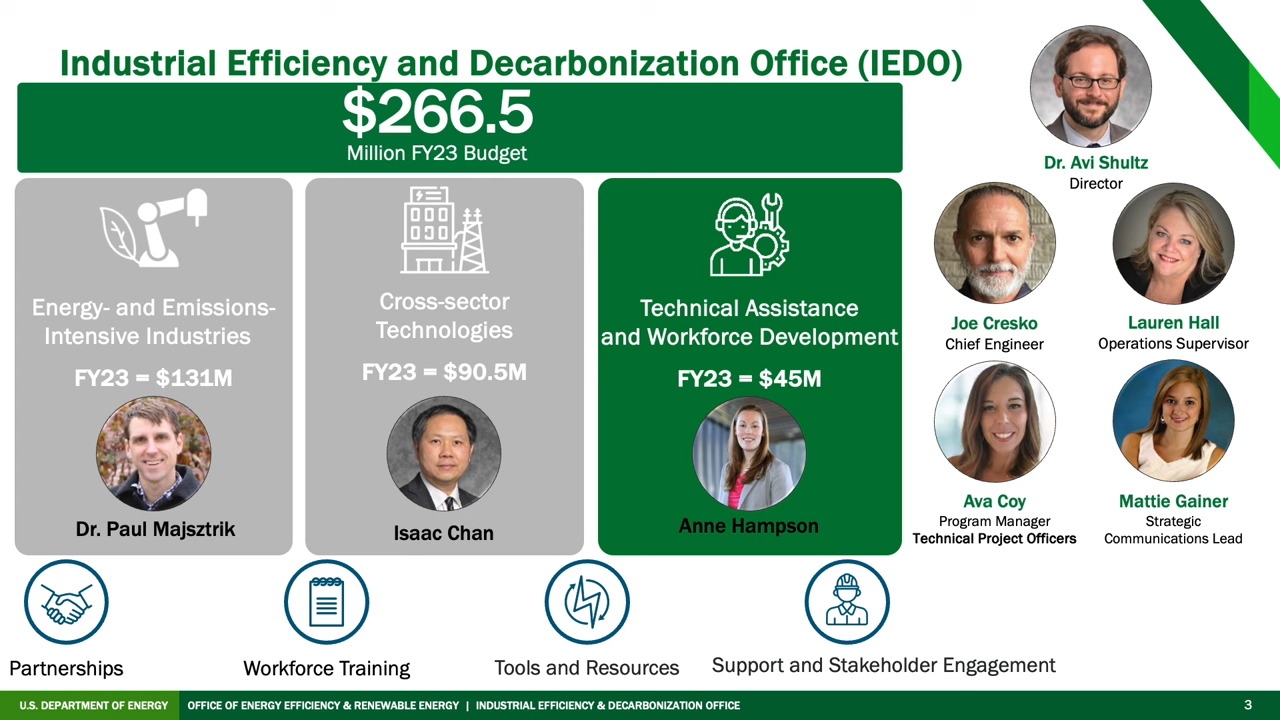 Industrial Efficiency and Decarbonization Office (IEDO)
$266.5
Million FY23 Budget
Energy- and Emissions-
Intensive Industries
FY23 = $131M
Dr. Paul Majsztrik
Cross-sector
Technologies
FY23 = $90.5M
Isaac Chan
Technical Assistance
and Workforce Development
FY23 = $45M
Anne Hampson
Dr. Avi Shultz
Director
Joe Cresko
Chief Engineer
Lauren Hall
Operations Supervisor
Ava Coy
Program Manager
Technical Project Officers
Mattie Gainer
Strategic
Communications Lead
Partnerships
Workforce Training
Tools and Resources
Support and Stakeholder Engagement
U.S. DEPARTMENT OF ENERGY OFFICE OF ENERGY EFFICIENCY & RENEWABLE ENERGY | INDUSTRIAL EFFICIENCY & DECARBONIZATION OFFICE 3